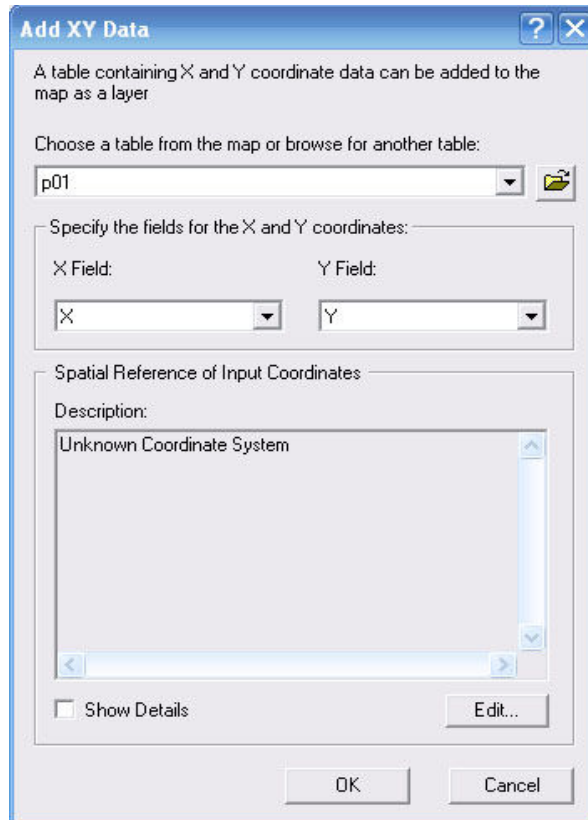 Add XY Data
A table containing X and Y coordinate data can be added to the
map as a layer
Choose a table from the map or browse for another table:
p01
Specify the fields for the X and Y coordinates:
X Field:
Y Field:
X
Y
Spatial Reference of Input Coordinates
Description:
Unknown Coordinate System
Show Details
Edit...
OK
Cancel